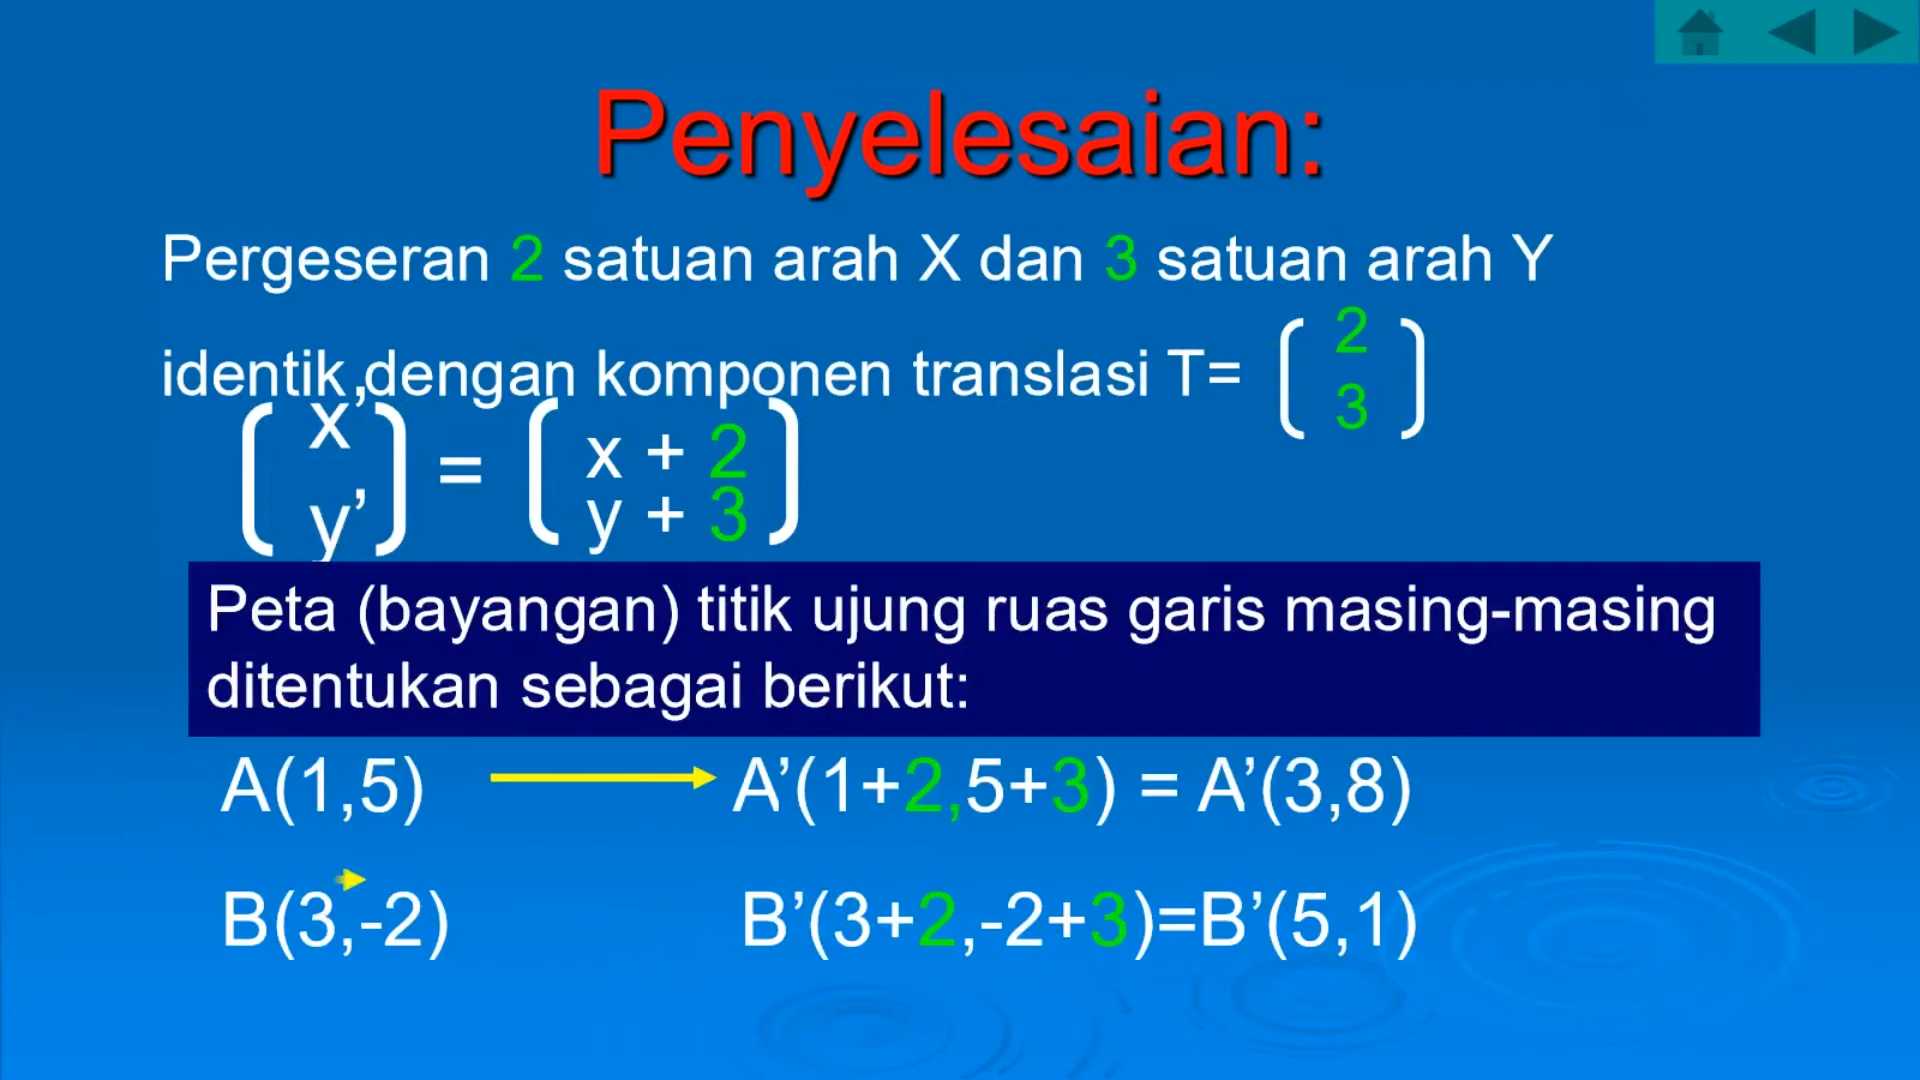 Penyelesaian:
Pergeseran 2 satuan arah X dan 3 satuan arah Y
identik dengan komponen translasi T= ( 2
3 )
( x’
y’ ) = ( x + 2
y + 3 )
Peta (bayangan) titik ujung ruas garis masing-masing
ditentukan sebagai berikut:
A(1,5) → A’(1+2,5+3) = A’(3,8)
B(3,-2) B’(3+2,-2+3)=B’(5,1)